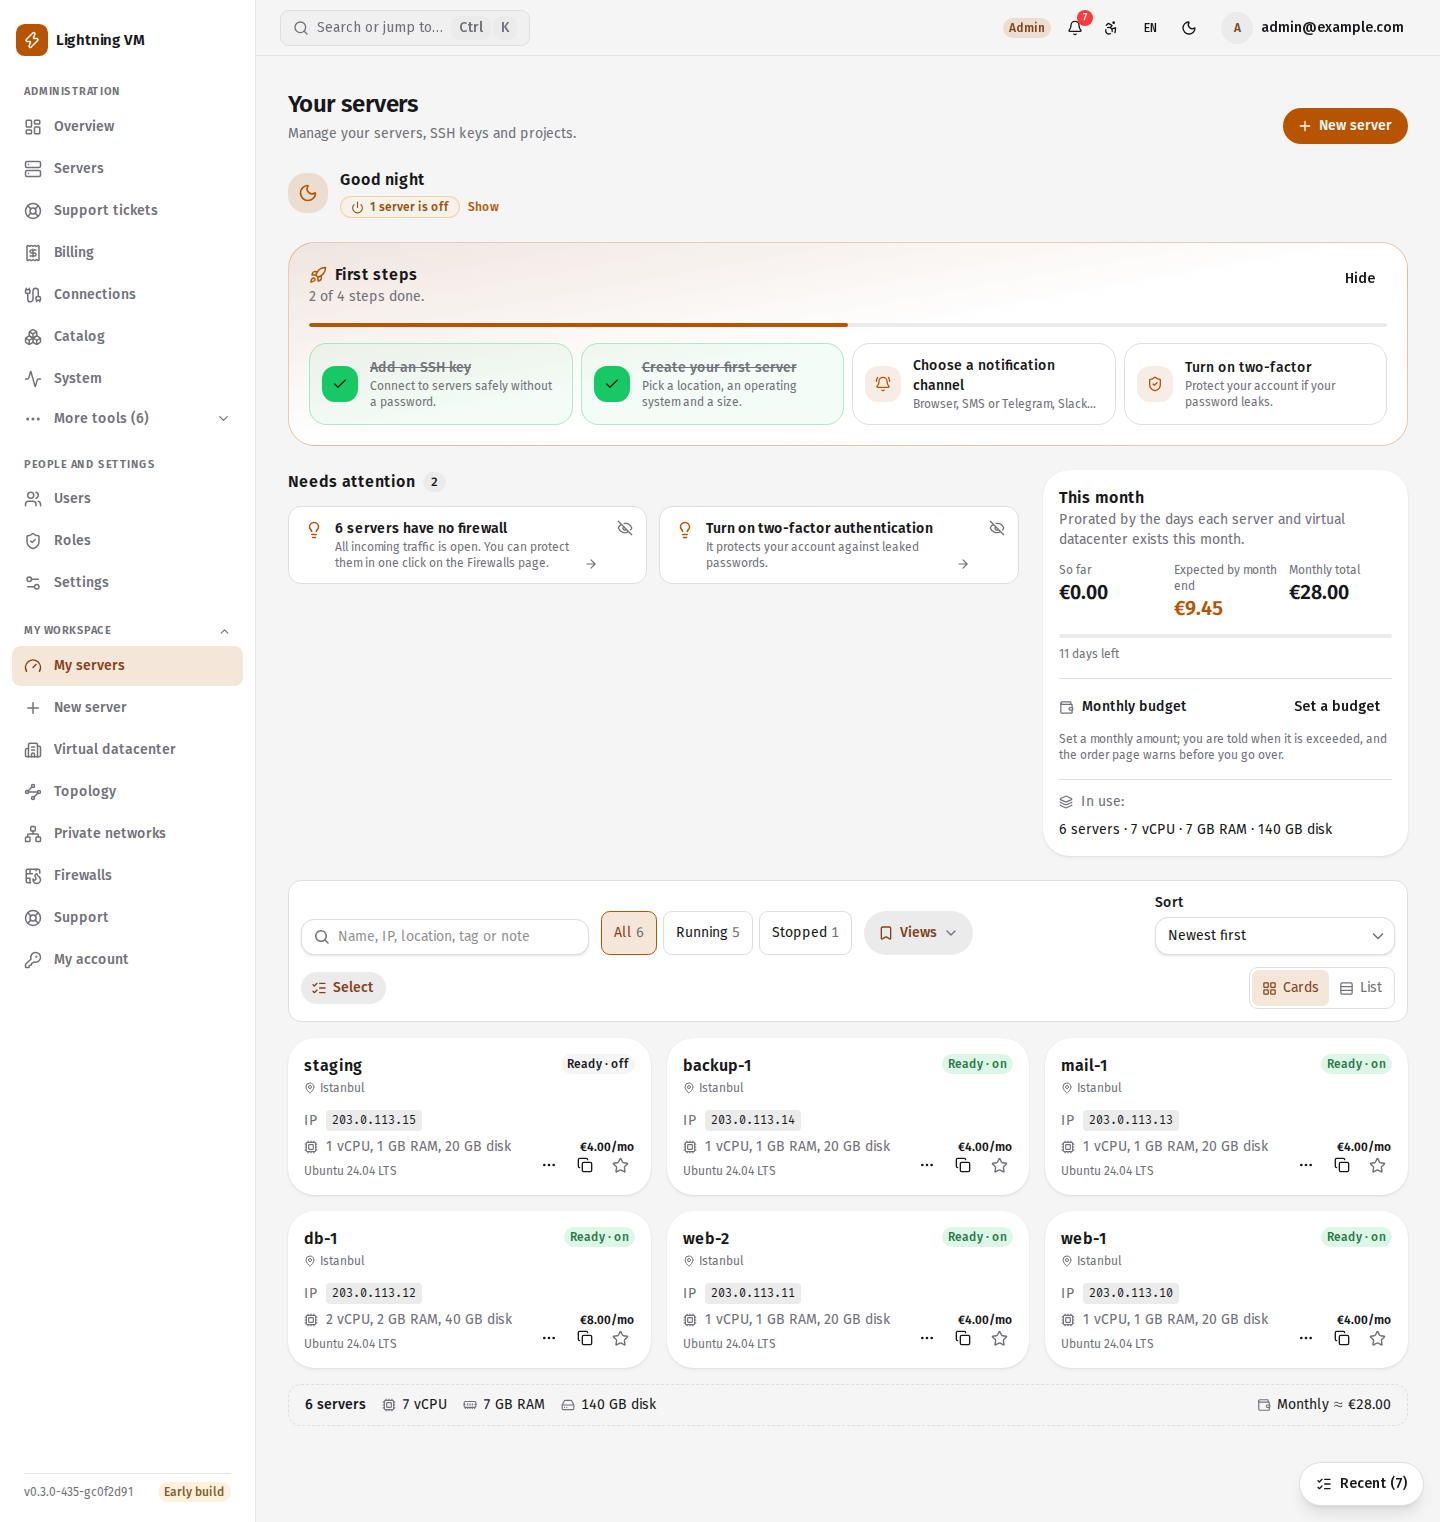 Lightning VM
Search or jump to...
Ctrl
K
Admin
7
EN
A
admin@example.com
ADMINISTRATION
Overview
Servers
Support tickets
Billing
Connections
Catalog
System
More tools (6)
PEOPLE AND SETTINGS
Users
Roles
Settings
MY WORKSPACE
My servers
New server
Virtual datacenter
Topology
Private networks
Firewalls
Support
My account
v0.3.0-435-gc0f2d91
Early build
Your servers
Manage your servers, SSH keys and projects.
New server
Good night
1 server is off
Show
First steps
2 of 4 steps done.
Hide
Add an SSH key
Connect to servers safely without
a password.
Create your first server
Pick a location, an operating
system and a size.
Choose a notification
channel
Browser, SMS or Telegram, Slack...
Turn on two-factor
Protect your account if your
password leaks.
Needs attention
2
6 servers have no firewall
All incoming traffic is open. You can protect
them in one click on the Firewalls page.
Turn on two-factor authentication
It protects your account against leaked
passwords.
This month
Prorated by the days each server and virtual
datacenter exists this month.
So far
€0.00
Expected by month
end
€9.45
Monthly total
€28.00
11 days left
Monthly budget
Set a budget
Set a monthly amount; you are told when it is exceeded, and
the order page warns before you go over.
In use:
6 servers · 7 vCPU · 7 GB RAM · 140 GB disk
Name, IP, location, tag or note
All 6
Running 5
Stopped 1
Views
Sort
Newest first
Select
Cards
List
staging
Ready · off
Istanbul
IP 203.0.113.15
1 vCPU, 1 GB RAM, 20 GB disk
€4.00/mo
Ubuntu 24.04 LTS
backup-1
Ready · on
Istanbul
IP 203.0.113.14
1 vCPU, 1 GB RAM, 20 GB disk
€4.00/mo
Ubuntu 24.04 LTS
mail-1
Ready · on
Istanbul
IP 203.0.113.13
1 vCPU, 1 GB RAM, 20 GB disk
€4.00/mo
Ubuntu 24.04 LTS
db-1
Ready · on
Istanbul
IP 203.0.113.12
2 vCPU, 2 GB RAM, 40 GB disk
€8.00/mo
Ubuntu 24.04 LTS
web-2
Ready · on
Istanbul
IP 203.0.113.11
1 vCPU, 1 GB RAM, 20 GB disk
€4.00/mo
Ubuntu 24.04 LTS
web-1
Ready · on
Istanbul
IP 203.0.113.10
1 vCPU, 1 GB RAM, 20 GB disk
€4.00/mo
Ubuntu 24.04 LTS
6 servers
7 vCPU
7 GB RAM
140 GB disk
Monthly ≈ €28.00
Recent (7)